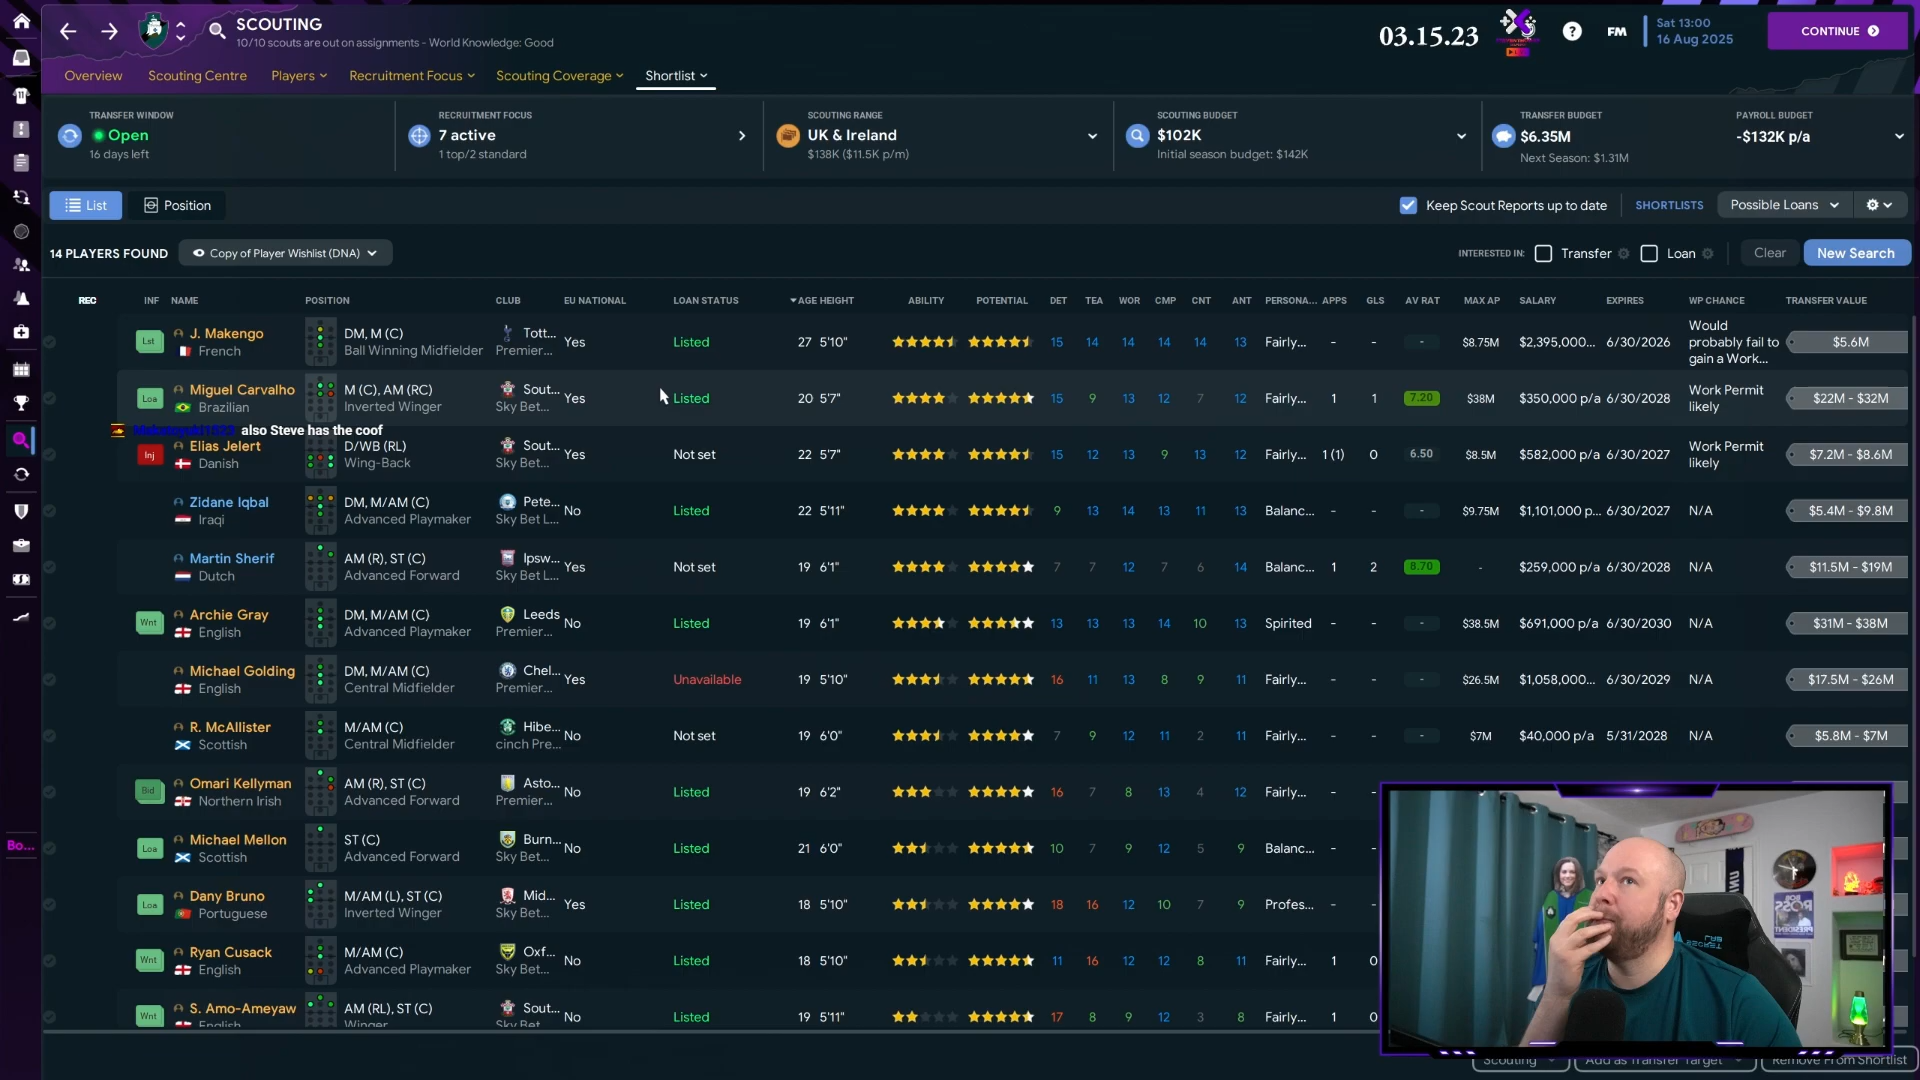 SCOUTING
10/10 scouts are out on assignments - World Knowledge: Good
03.15.23
FM
Sat 13:00
16 Aug 2025
CONTINUE
Overview
Scouting Centre
Players
Recruitment Focus
Scouting Coverage
Shortlist
TRANSFER WINDOW
Open
16 days left
RECRUITMENT FOCUS
7 active
1 top/2 standard
SCOUTING RANGE
UK & Ireland
$138K ($11.5K p/m)
SCOUTING BUDGET
$102K
Initial season budget: $142K
TRANSFER BUDGET
$6.35M
Next Season: $1.31M
PAYROLL BUDGET
-$132K p/a
List
Position
Keep Scout Reports up to date
SHORTLISTS
Possible Loans
14 PLAYERS FOUND
Copy of Player Wishlist (DNA)
INTERESTED IN:
Transfer
Loan
Clear
New Search
REC INF NAME POSITION CLUB EU NATIONAL LOAN STATUS AGE HEIGHT ABILITY POTENTIAL DET TEA WOR CMP CNT ANT PERSONA... APPS GLS AV RAT MAX AP SALARY EXPIRES WP CHANCE TRANSFER VALUE
Lst J. Makengo DM, M (C) Tott... Yes Listed 27 5'10" 15 14 14 14 14 13 Fairly... - - - $8.75M $2,395,000... 6/30/2026 Would probably fail to gain a Work... $5.6M
French Ball Winning Midfielder Premier...
Loa Miguel Carvalho M (C), AM (RC) Sout... Yes Listed 20 5'7" 15 9 13 12 7 12 Fairly... 1 1 7.20 $38M $350,000 p/a 6/30/2028 Work Permit likely $22M - $32M
Brazilian Inverted Winger Sky Bet...
also Steve has the coof
Inj Elias Jelert D/WB (RL) Sout... Yes Not set 22 5'7" 15 12 13 9 13 12 Fairly... 1 (1) 0 6.50 $8.5M $582,000 p/a 6/30/2027 Work Permit likely $7.2M - $8.6M
Danish Wing-Back Sky Bet...
Zidane Iqbal DM, M/AM (C) Pete... No Listed 22 5'11" 9 13 14 13 11 13 Balanc... - - - $9.75M $1,101,000 p... 6/30/2027 N/A $5.4M - $9.8M
Iraqi Advanced Playmaker Sky Bet L...
Martin Sherif AM (R), ST (C) Ipsw... Yes Not set 19 6'1" 7 7 12 7 6 14 Balanc... 1 2 8.70 - $259,000 p/a 6/30/2028 N/A $11.5M - $19M
Dutch Advanced Forward Sky Bet L...
Wnt Archie Gray DM, M/AM (C) Leeds No Listed 19 6'1" 13 13 13 14 10 13 Spirited - - - $38.5M $691,000 p/a 6/30/2030 N/A $31M - $38M
English Advanced Playmaker Premier...
Michael Golding DM, M/AM (C) Chel... Yes Unavailable 19 5'10" 16 11 13 8 9 11 Fairly... - - - $26.5M $1,058,000... 6/30/2029 N/A $17.5M - $26M
English Central Midfielder Premier...
R. McAllister M/AM (C) Hibe... No Not set 19 6'0" 7 9 12 11 2 11 Fairly... - - - $7M $40,000 p/a 5/31/2028 N/A $5.8M - $7M
Scottish Central Midfielder cinch Pre...
Bid Omari Kellyman AM (R), ST (C) Asto... No Listed 19 6'2" 16 7 8 13 4 12 Fairly... - -
Northern Irish Advanced Forward Premier...
Loa Michael Mellon ST (C) Burn... No Listed 21 6'0" 10 7 9 12 5 9 Balanc... - -
Scottish Advanced Forward Sky Bet...
Loa Dany Bruno M/AM (L), ST (C) Mid... Yes Listed 18 5'10" 18 16 12 10 7 9 Profes... - -
Portuguese Inverted Winger Sky Bet...
Wnt Ryan Cusack M/AM (C) Oxf... No Listed 18 5'10" 11 16 12 12 8 11 Fairly... 1 0
English Advanced Playmaker Sky Bet...
Wnt S. Amo-Ameyaw AM (RL), ST (C) Sout... No Listed 19 5'11" 17 8 9 12 3 8 Fairly... 1 0
English Winger Sky Bet...
Bo...
BOB ROSS PRESIDENT
Scouting
Add as Transfer Target
Remove From Shortlist